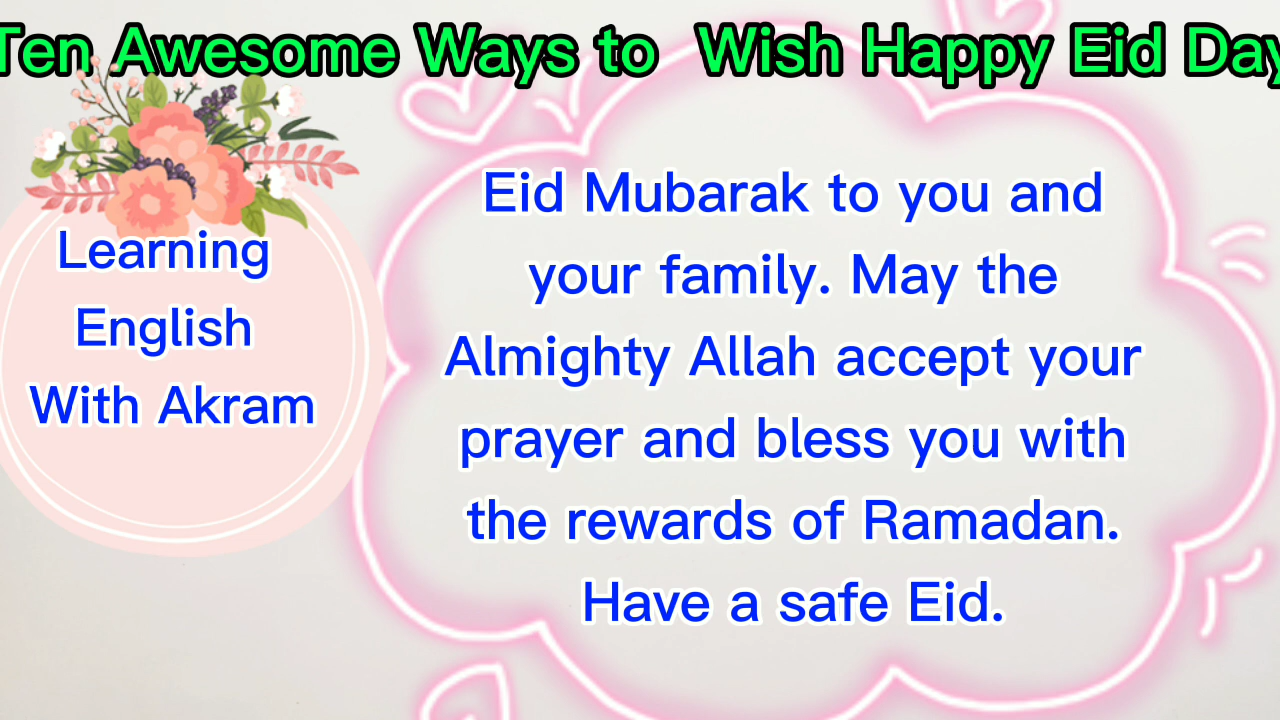 Ten Awesome Ways to Wish Happy Eid Day
Learning
English
With Akram
Eid Mubarak to you and
your family. May the
Almighty Allah accept your
prayer and bless you with
the rewards of Ramadan.
Have a safe Eid.